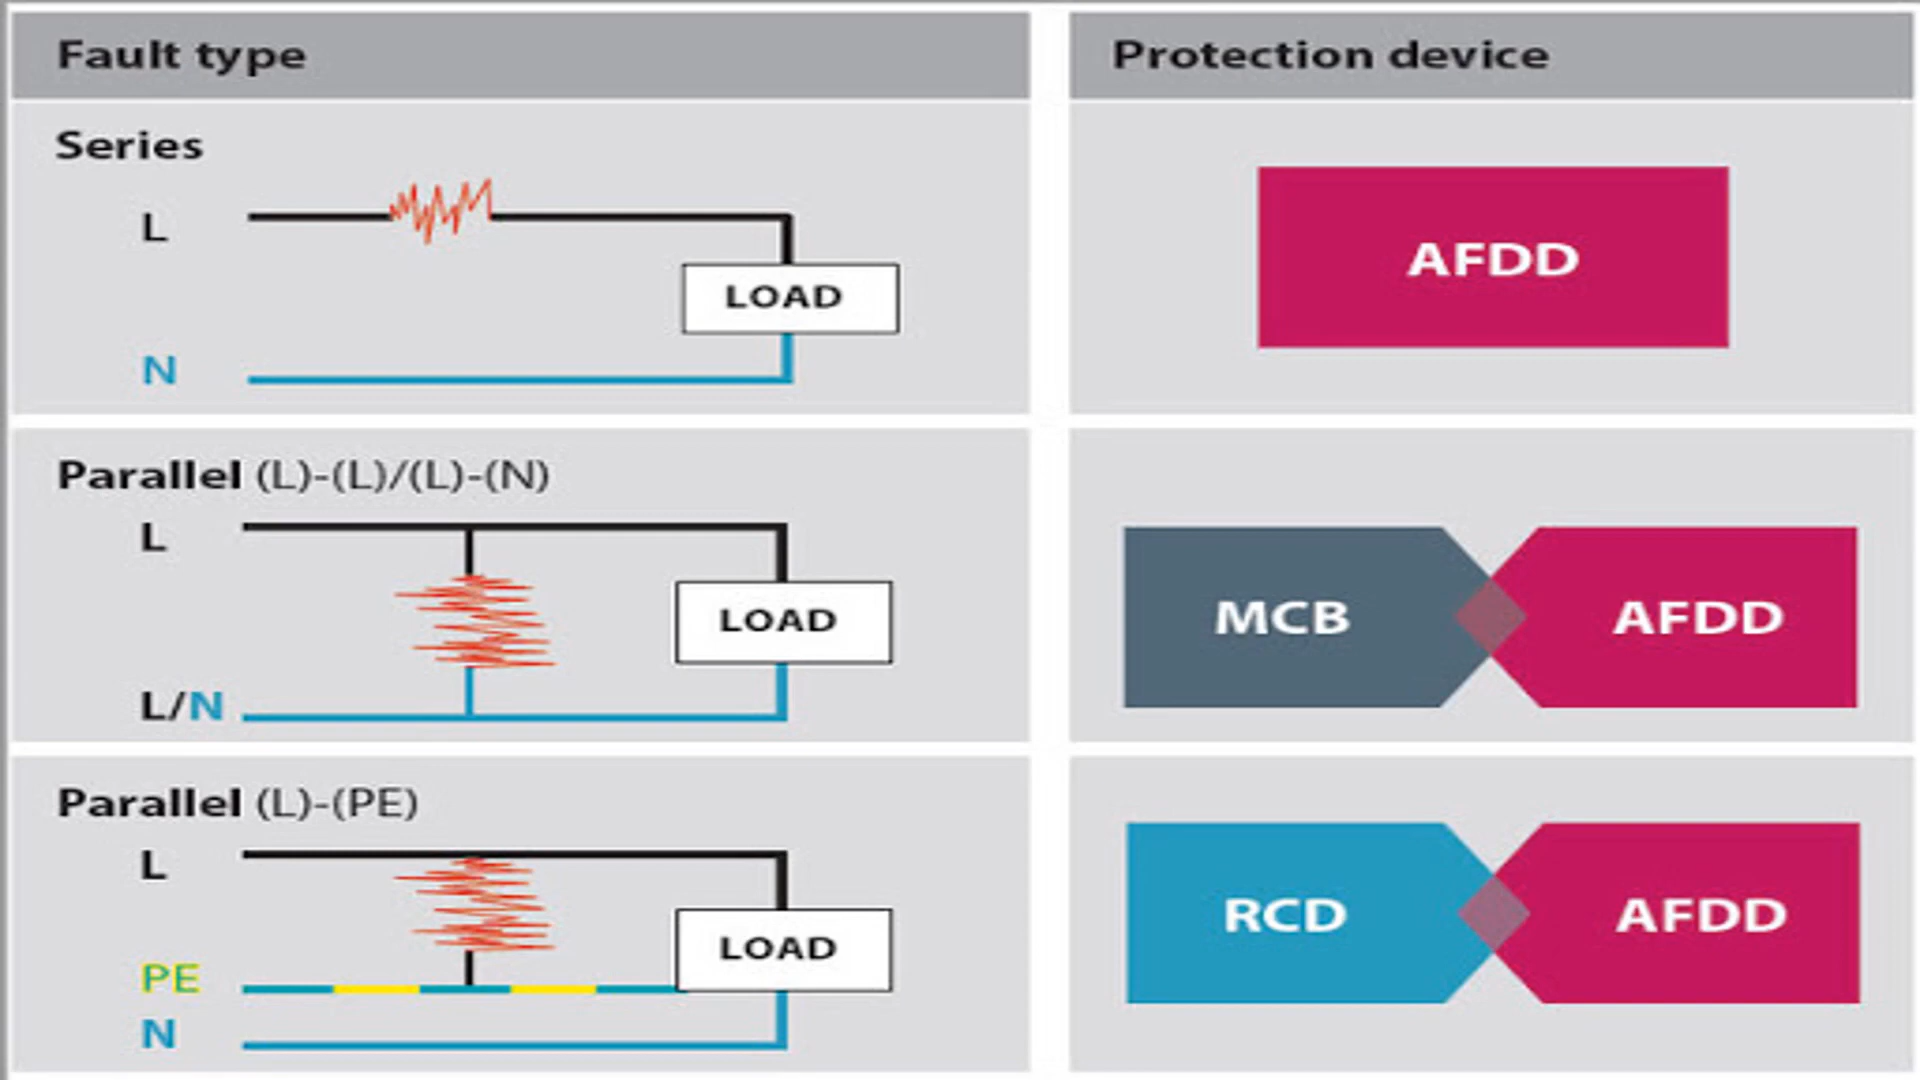 Fault type
Protection device
Series
L
LOAD
N
AFDD
Parallel (L)-(L)/(L)-(N)
L
LOAD
L/N
MCB
AFDD
Parallel (L)-(PE)
L
LOAD
PE
N
RCD
AFDD